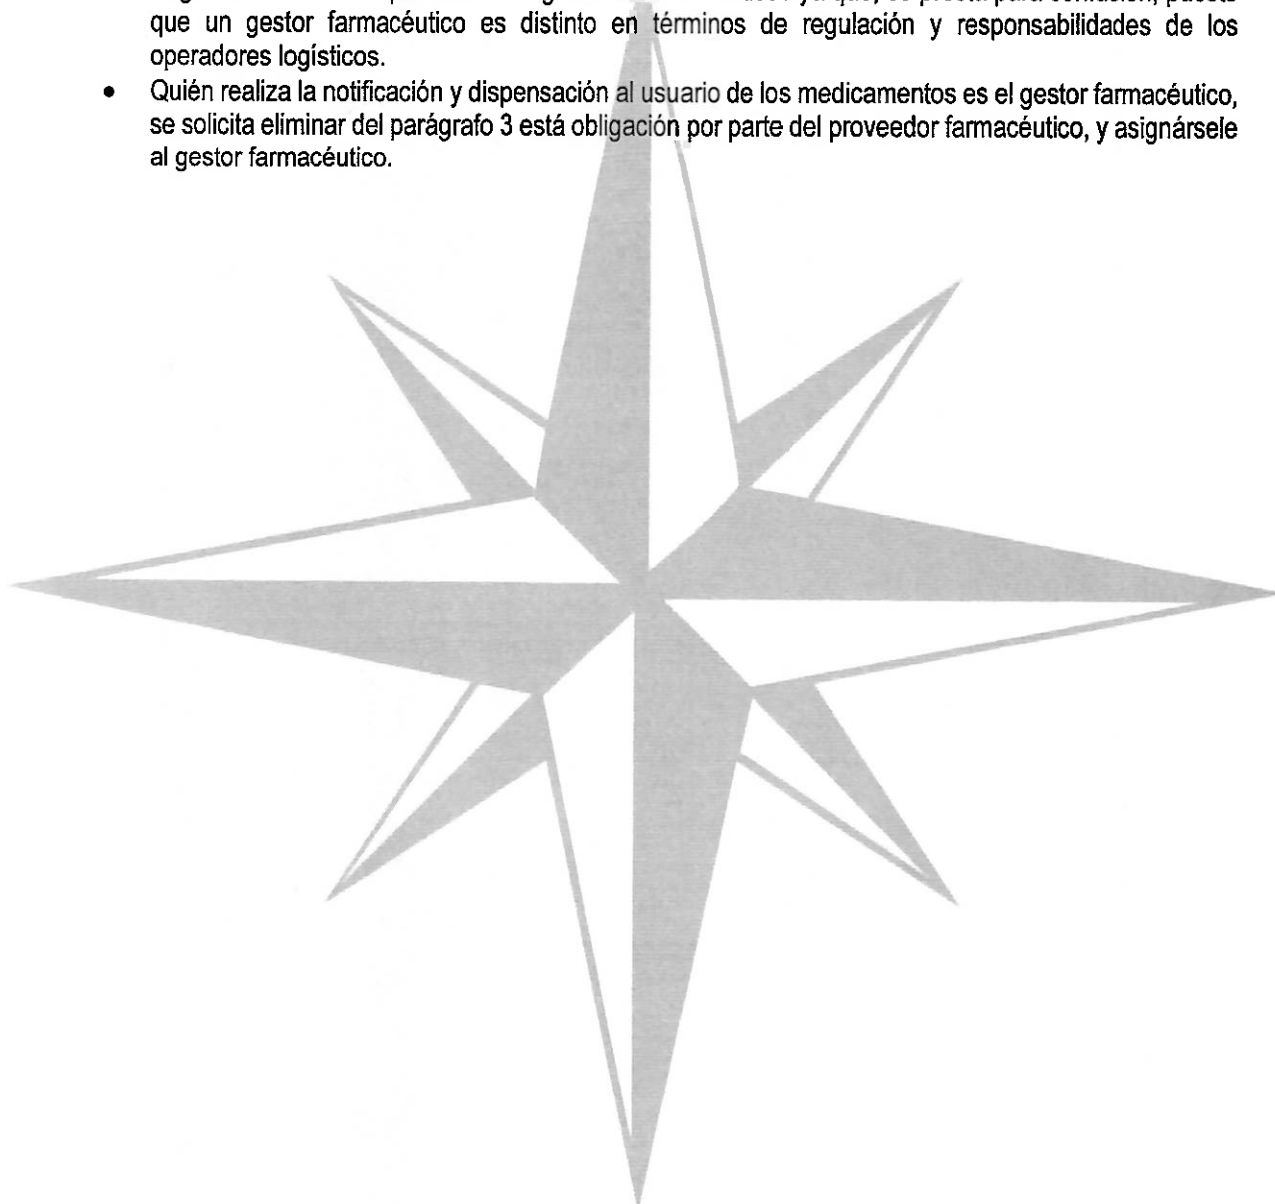 que un gestor farmacéutico es distinto en términos de regulación y responsabilidades de los
operadores logísticos.
• Quién realiza la notificación y dispensación al usuario de los medicamentos es el gestor farmacéutico,
se solicita eliminar del parágrafo 3 está obligación por parte del proveedor farmacéutico, y asignársele
al gestor farmacéutico.